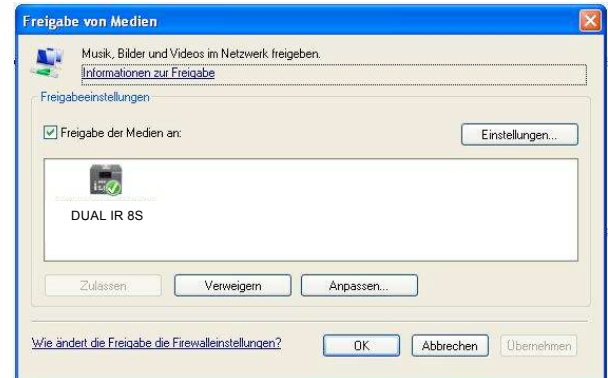 Freigabe von Medien
Musik, Bilder und Videos im Netzwerk freigeben.
Informationen zur Freigabe
Freigabeeinstellungen
Freigabe der Medien an:
Einstellungen...
DUAL IR 8S
Zulassen
Verweigern
Anpassen...
Wie ändert die Freigabe die Firewalleinstellungen?
OK
Abbrechen
Übernehmen